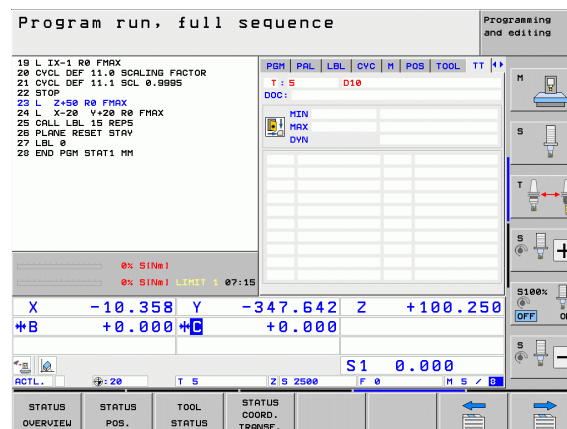 Program run, full sequence
Programming and editing
19 L IX-1 R0 FMAX
20 CYCL DEF 11.0 SCALING FACTOR
21 CYCL DEF 11.1 SCL 0.9995
22 STOP
23 L Z+50 R0 FMAX
24 L X-20 Y+20 R0 FMAX
25 CALL LBL 15 REP5
26 PLANE RESET STAY
27 LBL 0
28 END PGM STAT1 MM
PGM PAL LBL CYC M POS TOOL TT
T : 5 D10
DOC:
MIN
MAX
DYN
0% S[Nm]
0% S[Nm] LIMIT 1 07:15
X -10.358 Y -347.642 Z +100.250
B +0.000 C +0.000
S1 0.000
ACTL. : 20 T 5 Z S 2500 F 0 M 5 / 8
M
S
T
S
S100%
OFF
S
STATUS OVERVIEW
STATUS POS.
TOOL STATUS
STATUS COORD. TRANSF.